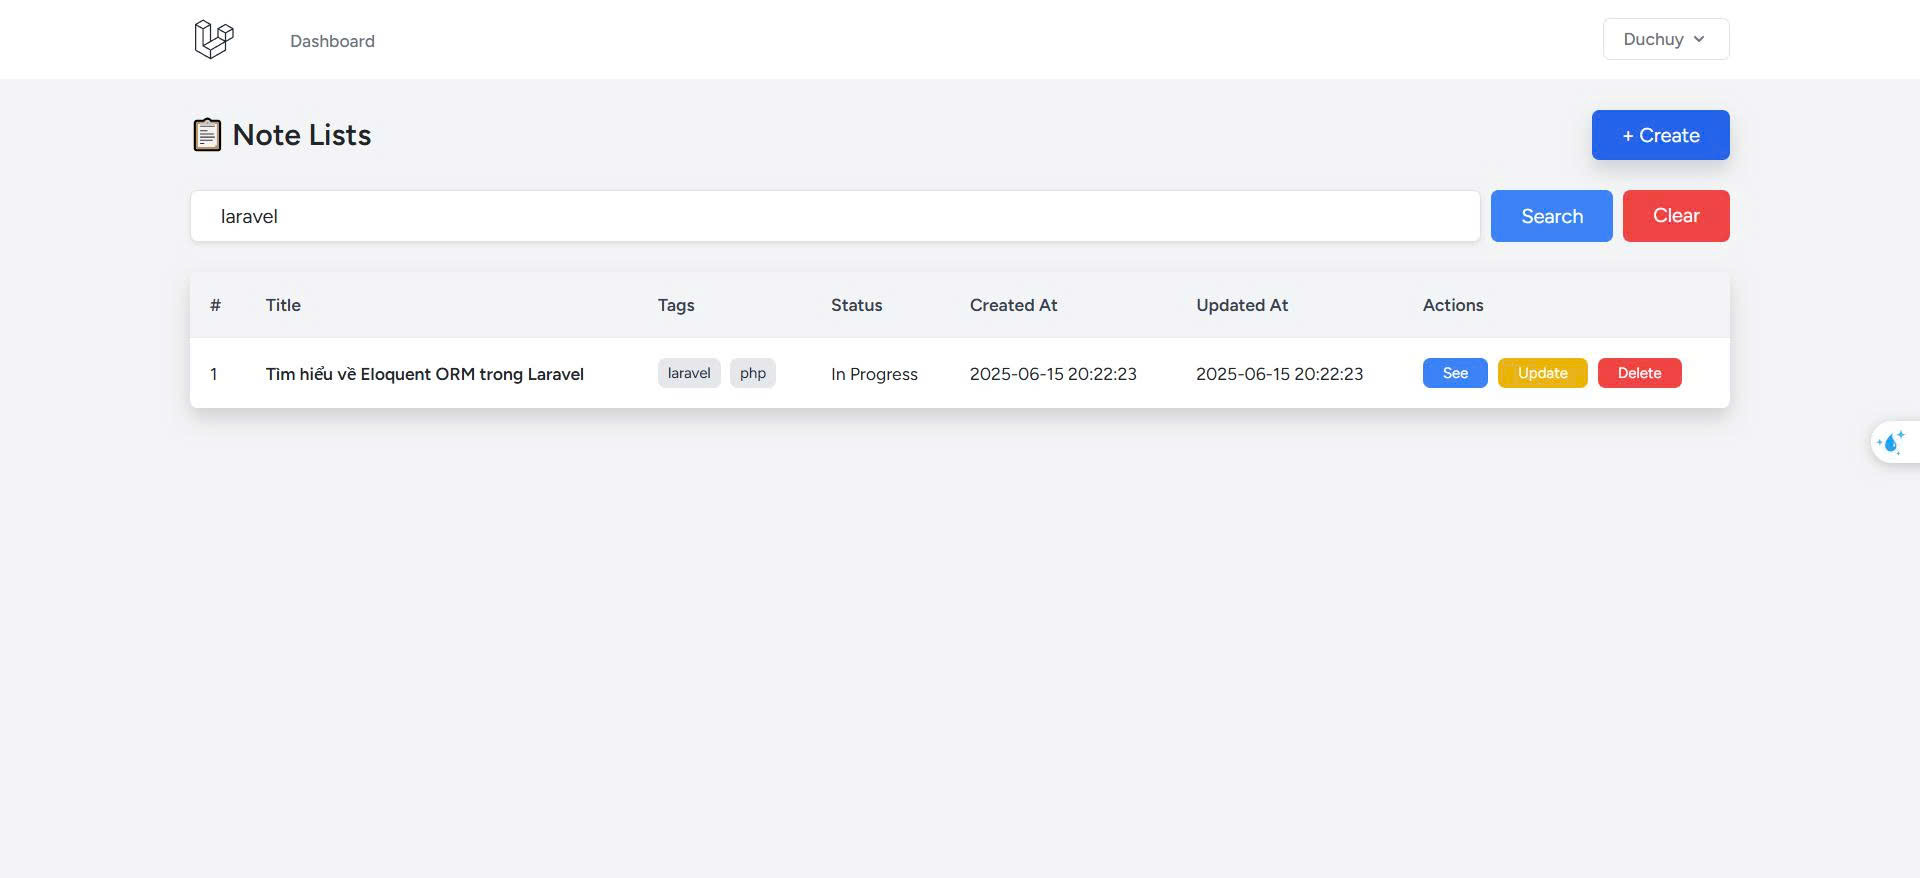 Dashboard
Duchuy
Note Lists
+ Create
laravel
Search
Clear
# Title Tags Status Created At Updated At Actions
1 Tìm hiểu về Eloquent ORM trong Laravel laravel php In Progress 2025-06-15 20:22:23 2025-06-15 20:22:23 See Update Delete